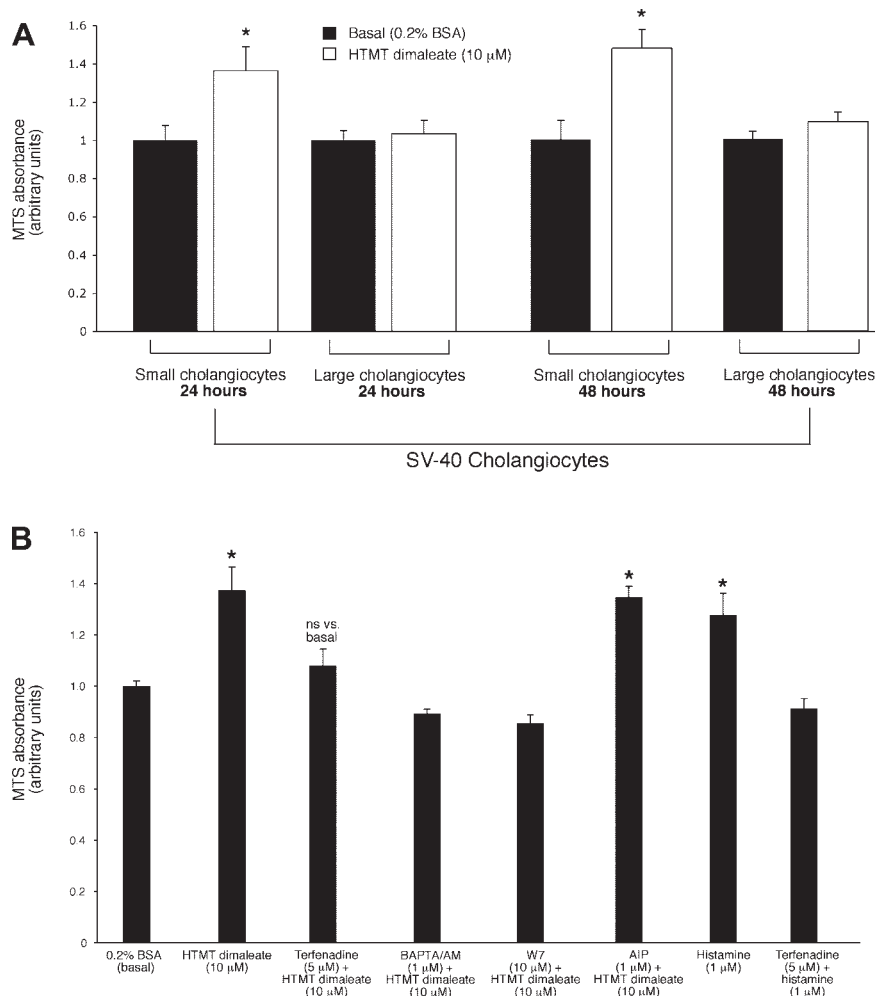 A
MTS absorbance
(arbitrary units)
1.6
1.4
1.2
1
0.8
0.6
0.4
0.2
0
*
*
Basal (0.2% BSA)
HTMT dimaleate (10 μM)
Small cholangiocytes
24 hours
Large cholangiocytes
24 hours
Small cholangiocytes
48 hours
Large cholangiocytes
48 hours
SV-40 Cholangiocytes
B
MTS absorbance
(arbitrary units)
1.6
1.4
1.2
1.0
0.8
0.6
0.4
0.2
0
*
ns vs.
basal
*
*
0.2% BSA
(basal)
HTMT dimaleate
(10 μM)
Terfenadine
(5 μM) +
HTMT dimaleate
(10 μM)
BAPTA/AM
(1 μM) +
HTMT dimaleate
(10 μM)
W7
(10 μM) +
HTMT dimaleate
(10 μM)
AIP
(1 μM) +
HTMT dimaleate
(10 μM)
Histamine
(1 μM)
Terfenadine
(5 μM) +
histamine
(1 μM)